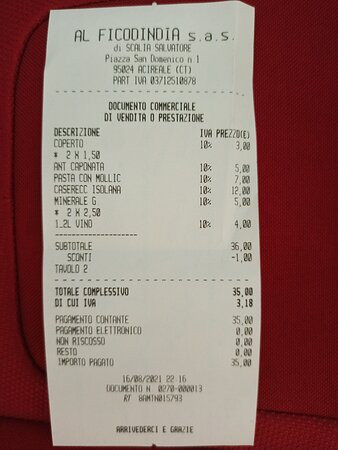 AL FICODINDIA s.a.s.
di SCALIA SALVATORE
Piazza San Domenico n 1
95024 ACIREALE (CT)
PART.IVA 03712510878
DOCUMENTO COMMERCIALE
DI VENDITA O PRESTAZIONE
DESCRIZIONE IVA PREZZO(€)
COPERTO 10% 3,00
* 2 X 1,50
ANT CAPONATA 10% 5,00
PASTA CON MOLLIC 10% 7,00
CASERECC ISOLANA 10% 12,00
MINERALE G 10% 5,00
* 2 X 2,50
1.2L VINO 10% 4,00
SUBTOTALE 36,00
SCONTI -1,00
TAVOLO 2
TOTALE COMPLESSIVO 35,00
DI CUI IVA 3,18
PAGAMENTO CONTANTE 35,00
PAGAMENTO ELETTRONICO 0,00
NON RISCOSSO 0,00
RESTO 0,00
IMPORTO PAGATO 35,00
16/08/2021 22 16
DOCUMENTO N 0270-000013
RT 8AMTN015793
ARRIVEDERCI E GRAZIE